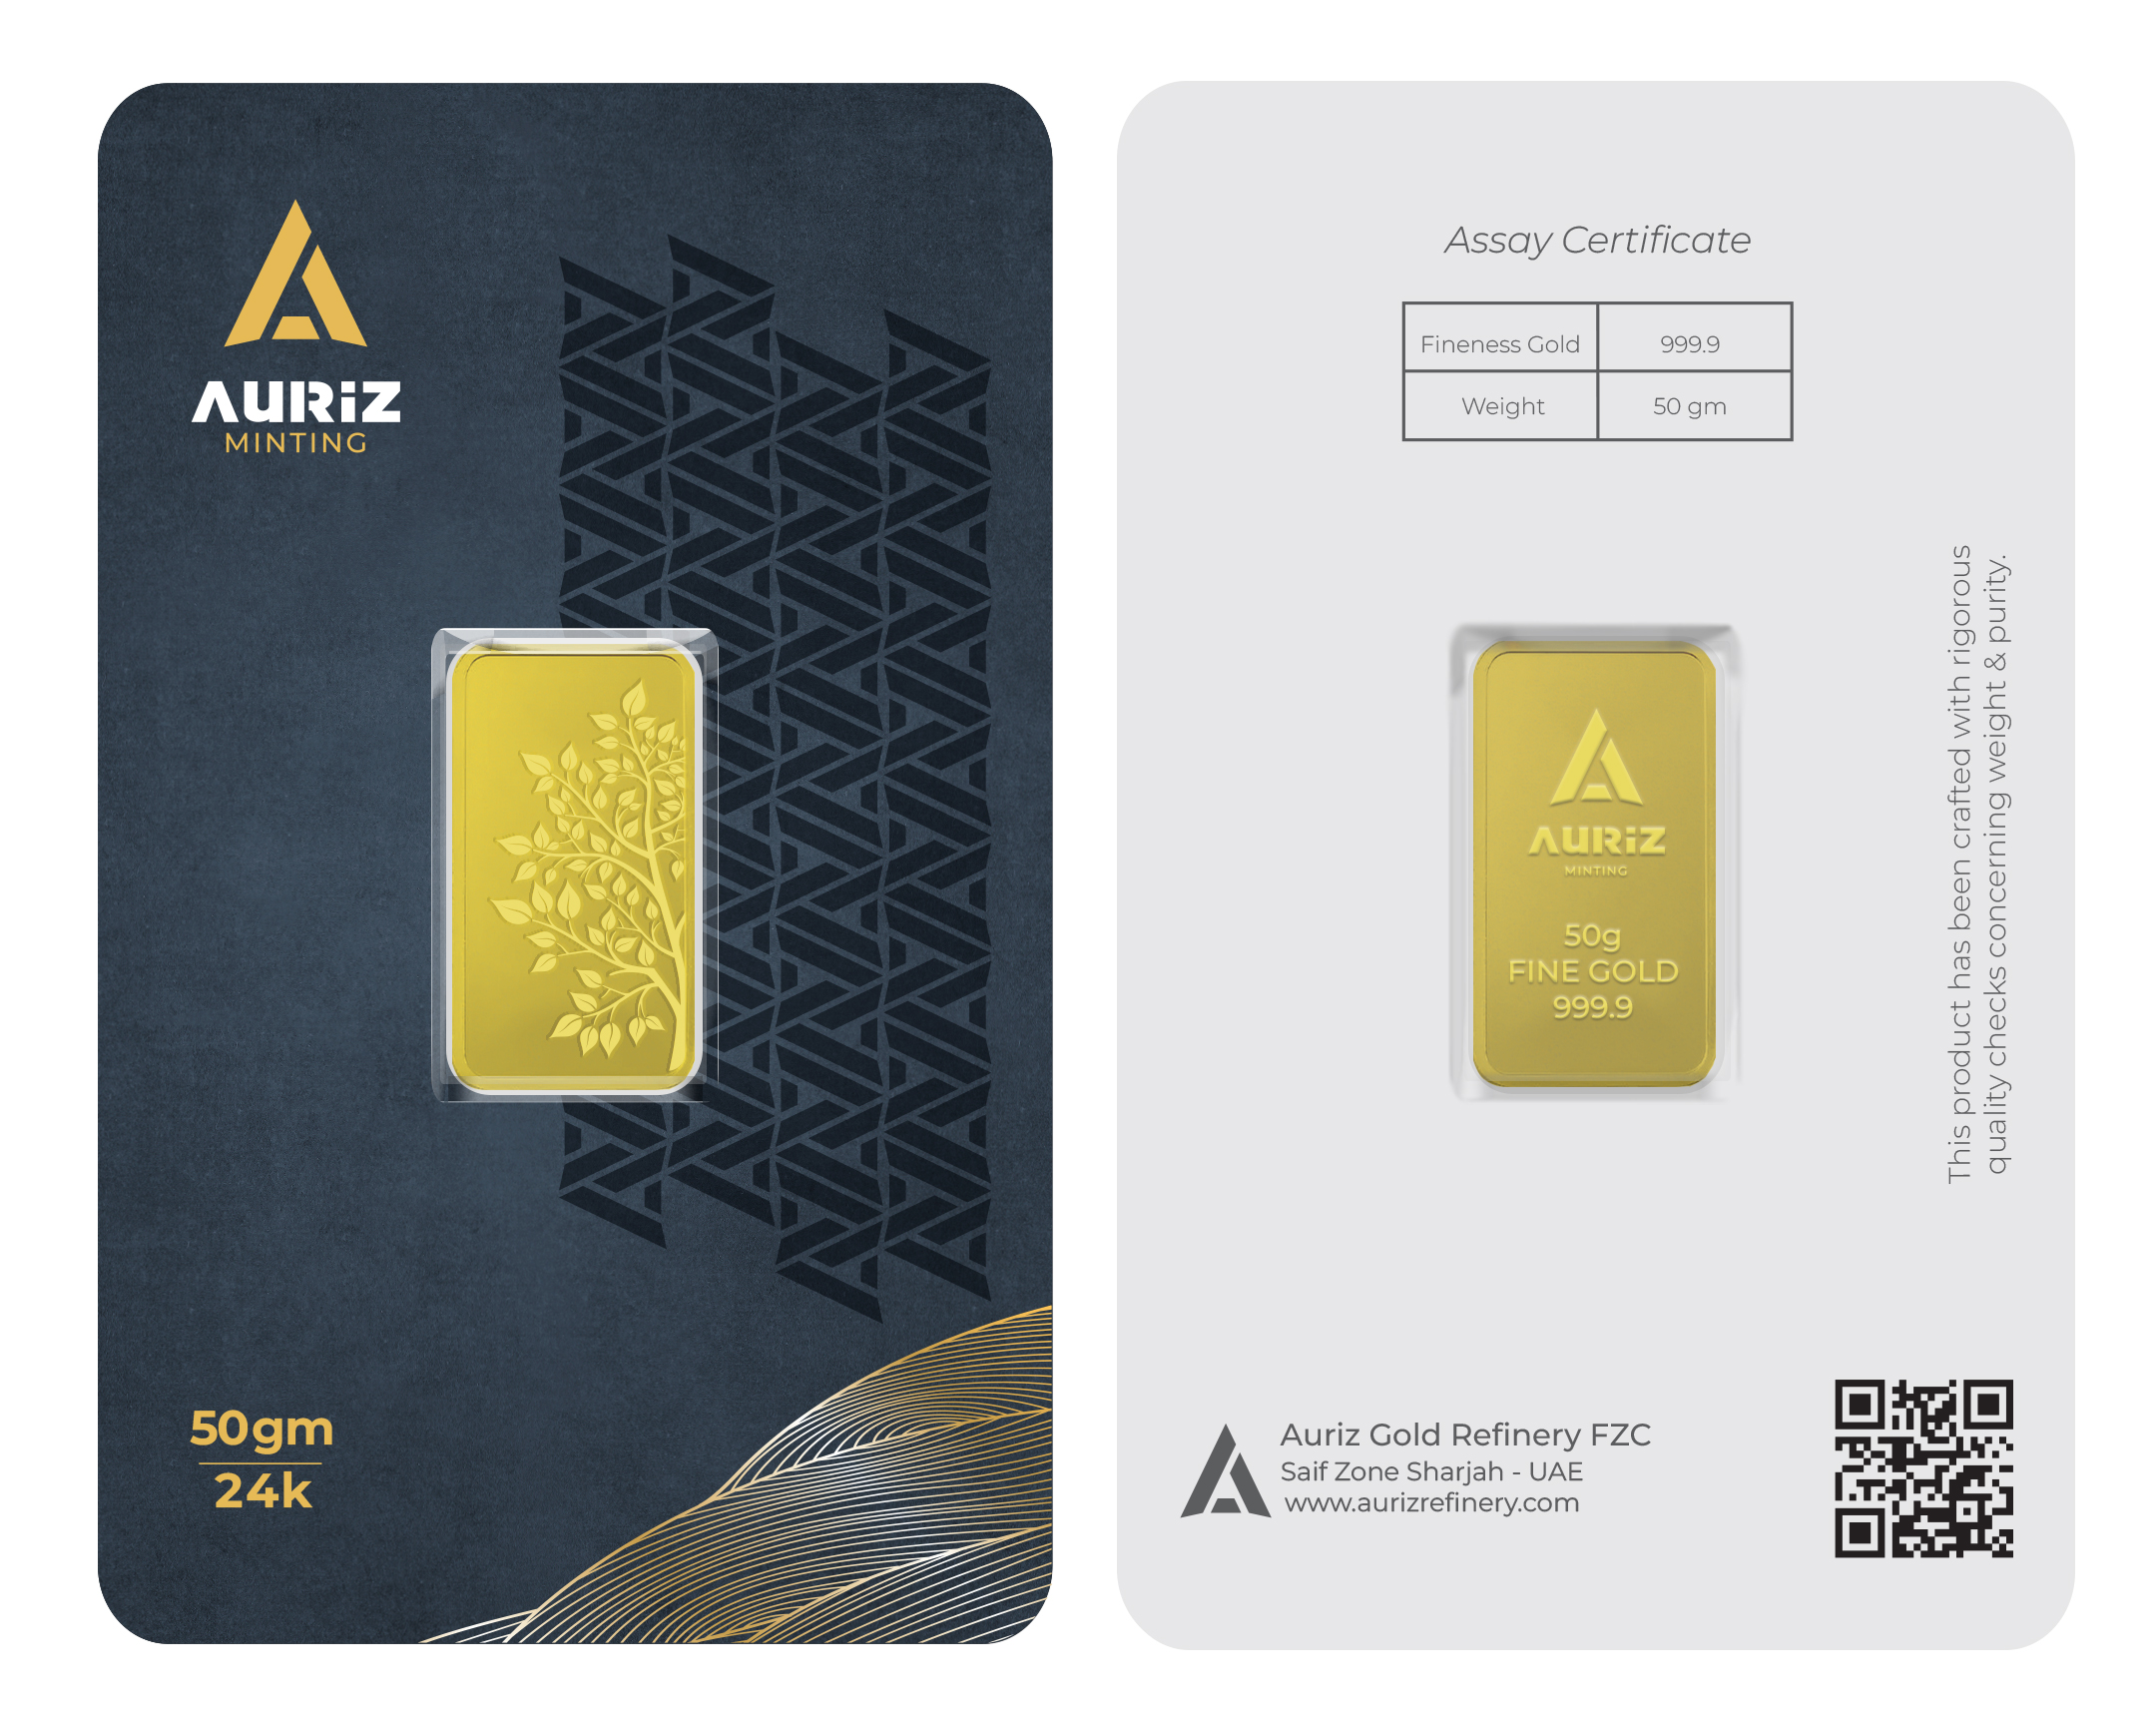 AURiZ
MINTING
50gm
24k
Assay Certificate
Fineness Gold 999.9
Weight 50 gm
AURiZ
MINTING
50g
FINE GOLD
999.9
This product has been crafted with rigorous
quality checks concerning weight & purity.
Auriz Gold Refinery FZC
Saif Zone Sharjah - UAE
www.aurizrefinery.com